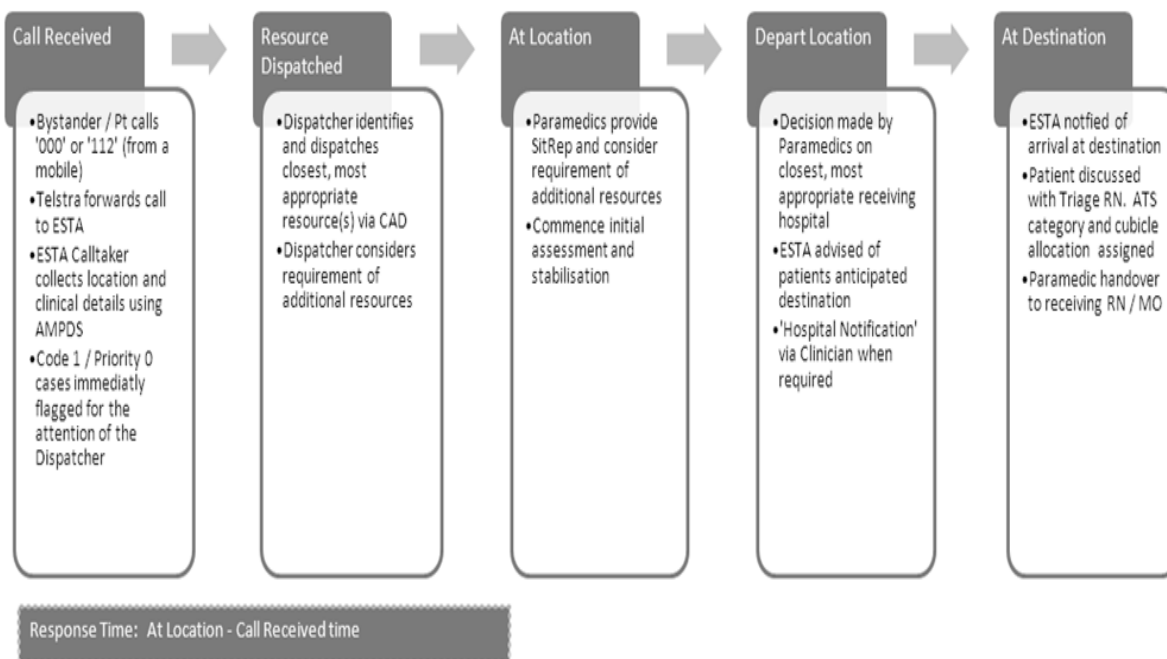 Call Received
•Bystander / Pt calls
'000' or '112' (from a
mobile)
•Telstra forwards call
to ESTA
•ESTA Calltaker
collects location and
clinical details using
AMPDS
•Code 1 / Priority 0
cases immediatly
flagged for the
attention of the
Dispatcher
Resource
Dispatched
•Dispatcher identifies
and dispatches
closest, most
appropriate
resource(s) via CAD
•Dispatcher considers
requirement of
additional resources
At Location
•Paramedics provide
SitRep and consider
requirement of
additional resources
•Commence initial
assessment and
stabilisation
Depart Location
•Decision made by
Paramedics on
closest, most
appropriate receiving
hospital
•ESTA advised of
patients anticipated
destination
•'Hospital Notification'
via Clinician when
required
At Destination
•ESTA notfied of
arrival at destination
•Patient discussed
with Triage RN. ATS
category and cubicle
allocation assigned
•Paramedic handover
to receiving RN / MO
Response Time: At Location - Call Received time